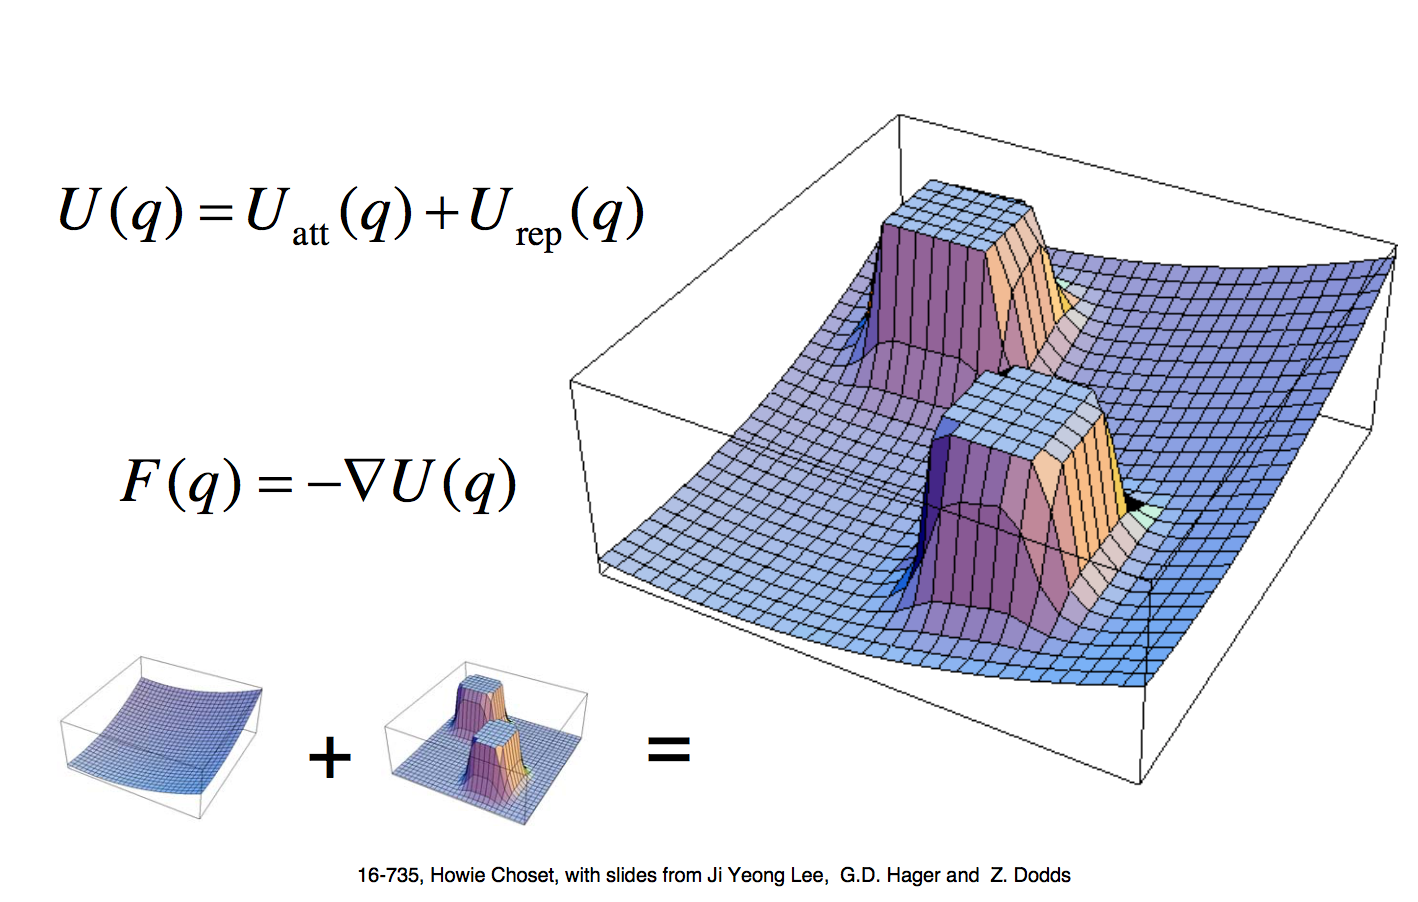 U(q) = U_att(q) + U_rep(q)
F(q) = −∇U(q)
+ =
16-735, Howie Choset, with slides from Ji Yeong Lee, G.D. Hager and Z. Dodds